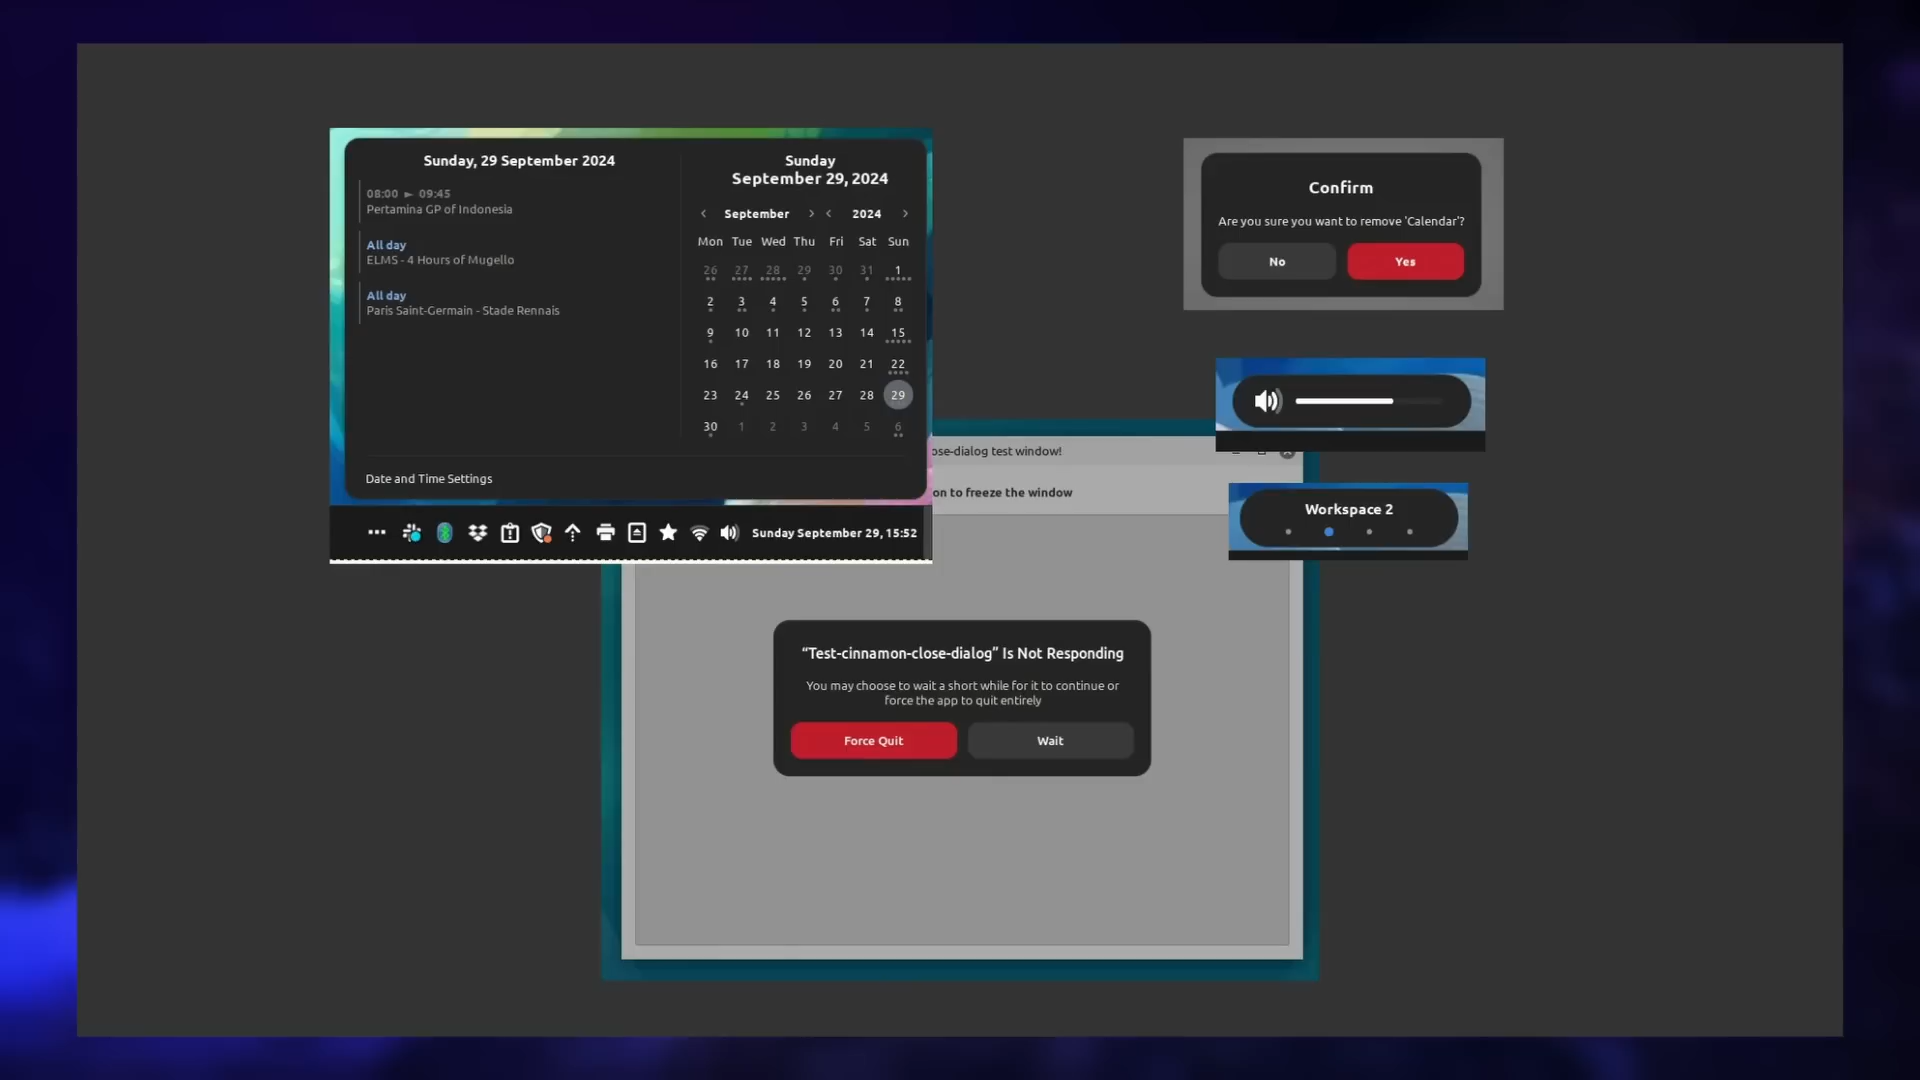 Sunday, 29 September 2024
08:00 ► 09:45
Pertamina GP of Indonesia
All day
ELMS - 4 Hours of Mugello
All day
Paris Saint-Germain - Stade Rennais
Sunday
September 29, 2024
‹ September › ‹ 2024 ›
Mon Tue Wed Thu Fri Sat Sun
26 27 28 29 30 31 1
2 3 4 5 6 7 8
9 10 11 12 13 14 15
16 17 18 19 20 21 22
23 24 25 26 27 28 29
30 1 2 3 4 5 6
Date and Time Settings
Sunday September 29, 15:52
Confirm
Are you sure you want to remove 'Calendar'?
No Yes
Workspace 2
ose-dialog test window!
on to freeze the window
“Test-cinnamon-close-dialog” Is Not Responding
You may choose to wait a short while for it to continue or
force the app to quit entirely
Force Quit Wait